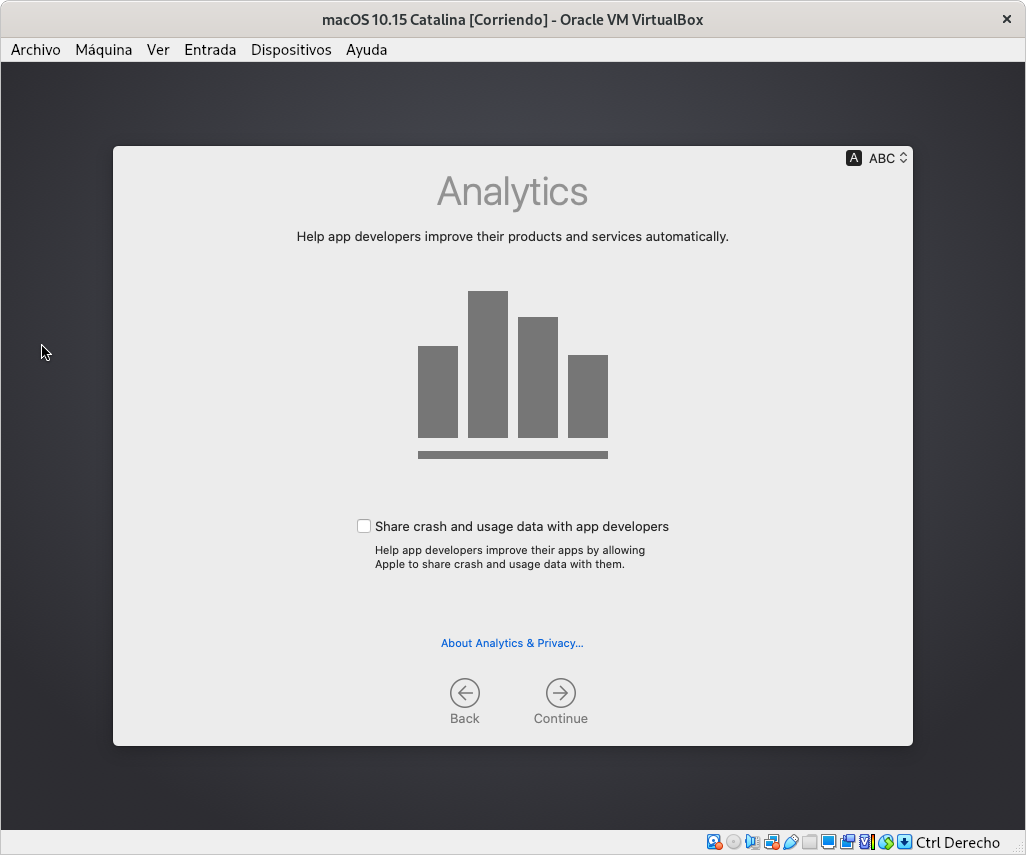 macOS 10.15 Catalina [Corriendo] - Oracle VM VirtualBox
Archivo Máquina Ver Entrada Dispositivos Ayuda
A ABC
Analytics
Help app developers improve their products and services automatically.
Share crash and usage data with app developers
Help app developers improve their apps by allowing
Apple to share crash and usage data with them.
About Analytics & Privacy...
Back Continue
Ctrl Derecho